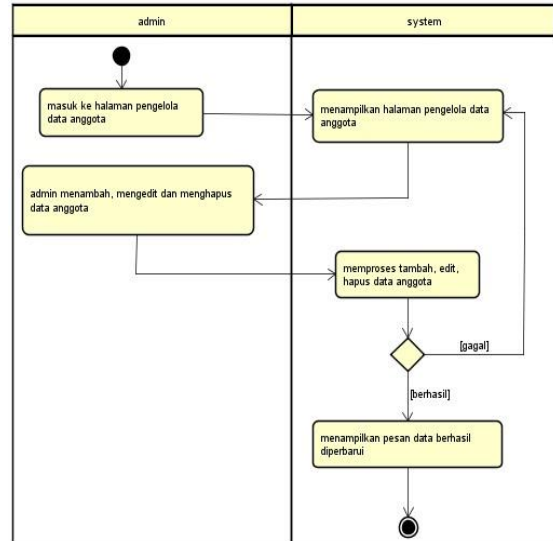 admin
system
masuk ke halaman pengelola
data anggota
menampilkan halaman pengelola data
anggota
admin menambah, mengedit dan menghapus
data anggota
memproses tambah, edit,
hapus data anggota
[gagal]
[berhasil]
menampilkan pesan data berhasil
diperbarui